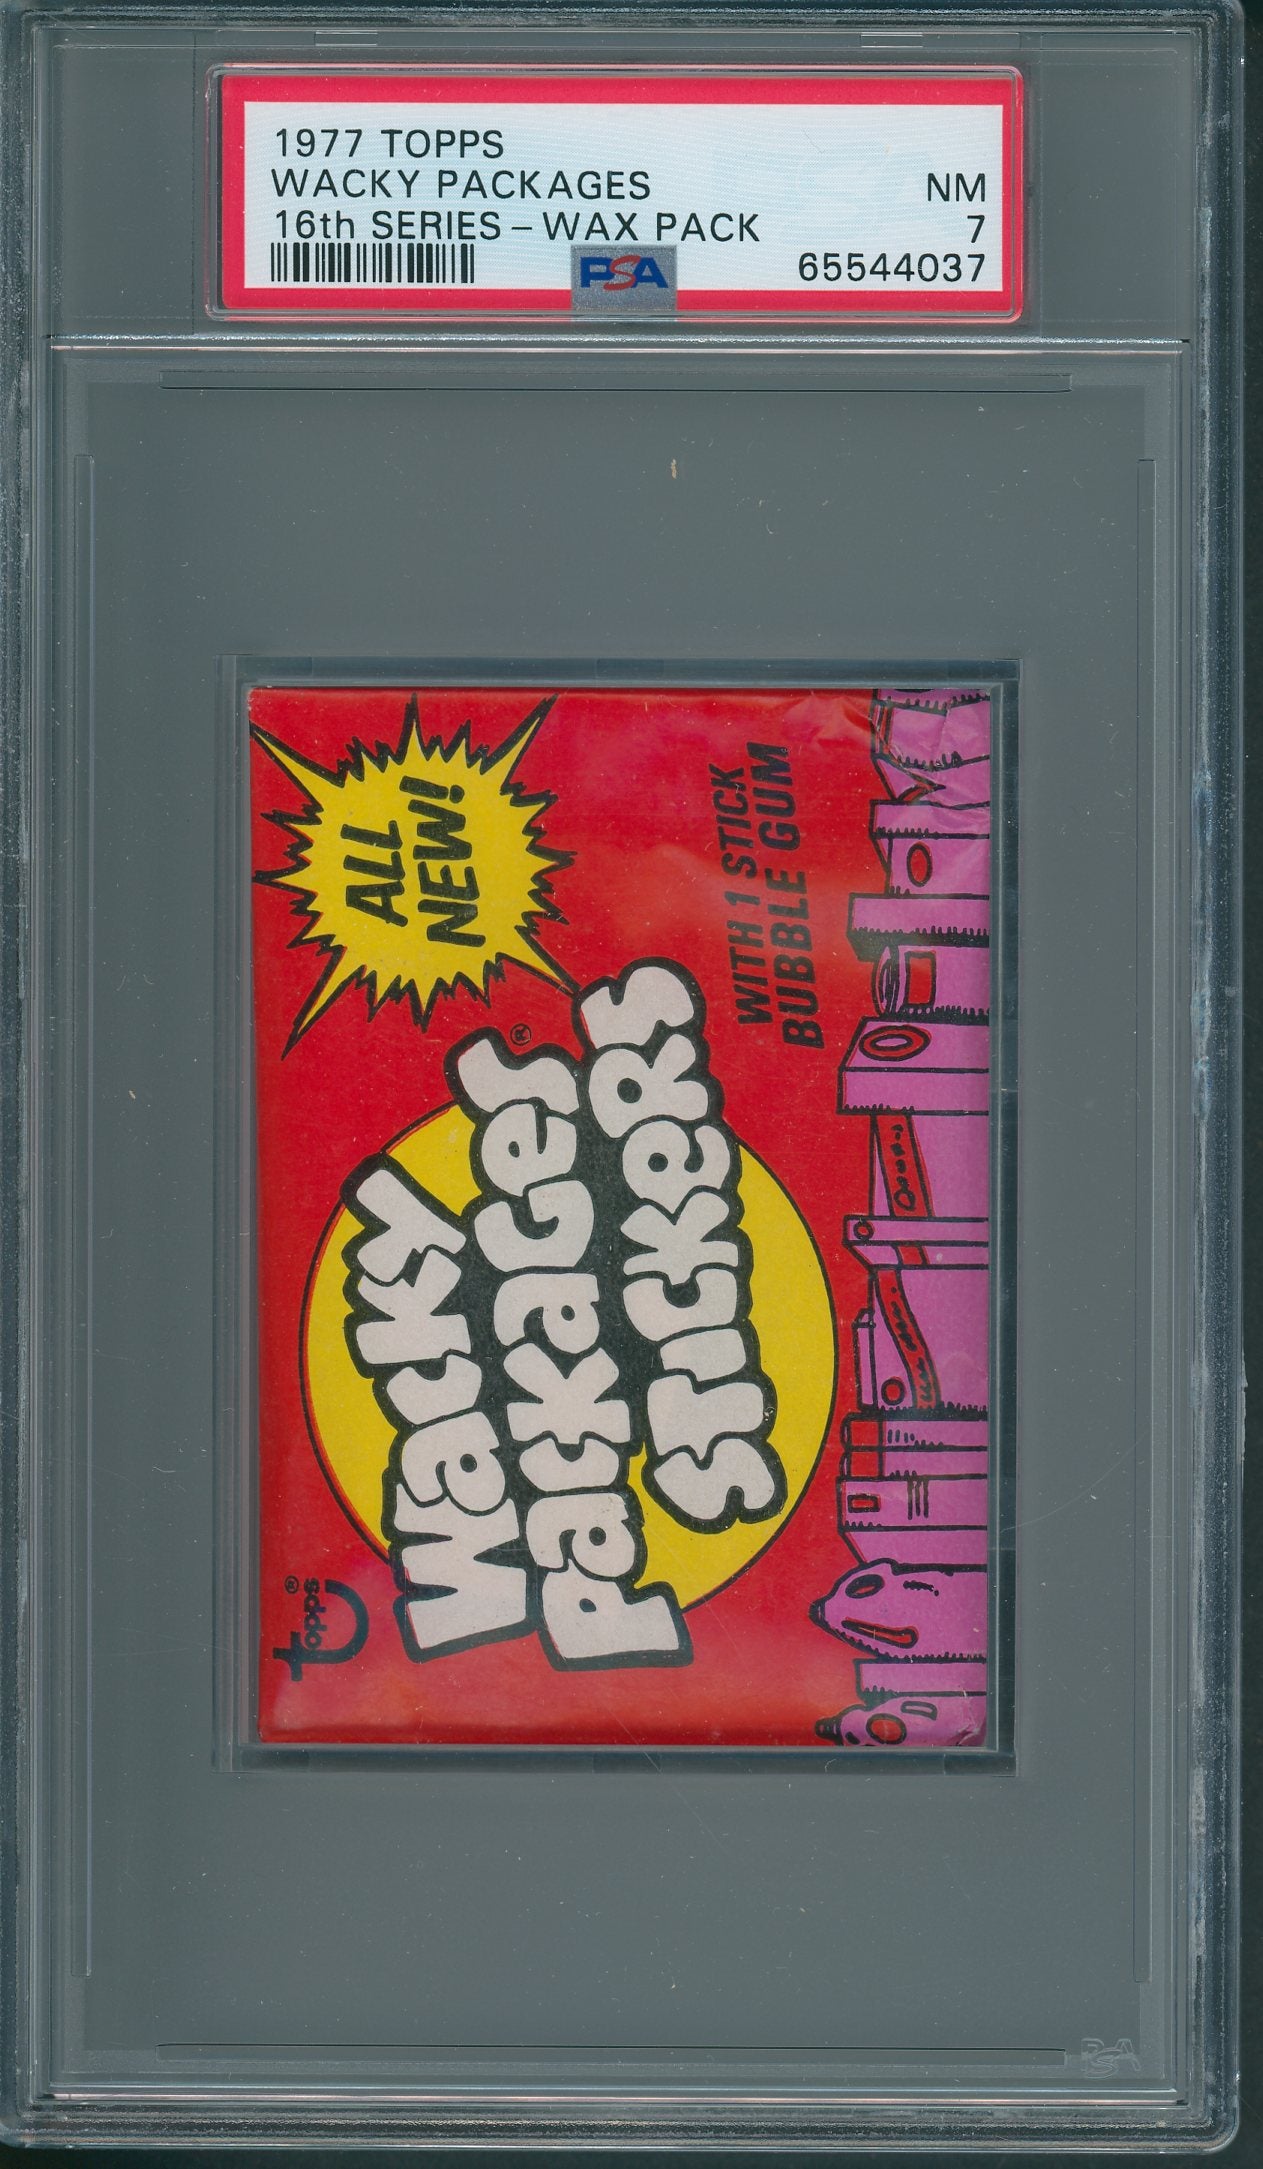 1977 TOPPS
WACKY PACKAGES
NM
16th SERIES – WAX PACK
7
PSA
65544037
ALL
NEW!
WITH 1 STICK
BUBBLE GUM
Wacky
Packages®
Stickers
topps®
PSA